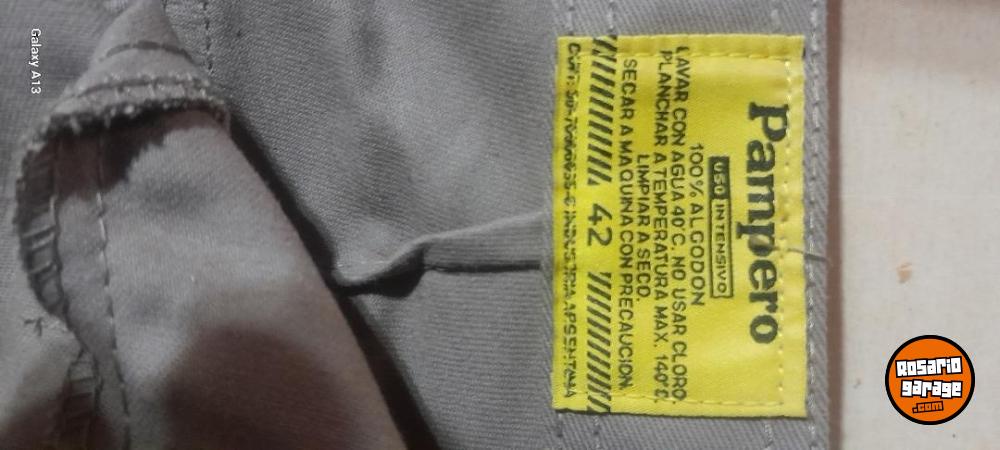 Pampero
USO INTENSIVO
100% ALGODON
LAVAR CON AGUA 40°C. NO USAR CLORO.
PLANCHAR A TEMPERATURA MAX. 140°C.
LIMPIAR A SECO.
SECAR A MAQUINA CON PRECAUCION.
42
INDUSTRIA ARGENTINA
Galaxy A13
Rosario
garage
.com